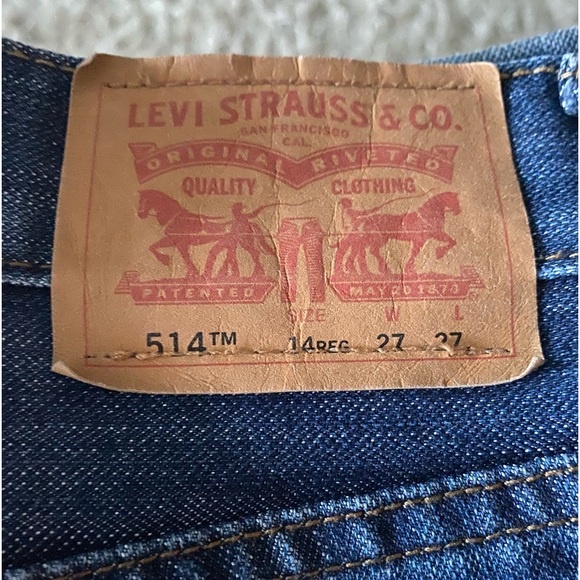 LEVI STRAUSS & CO.
SAN FRANCISCO
CAL.
ORIGINAL RIVETED
QUALITY CLOTHING
PATENTED MAY 20 1873
SIZE W L
514™ 14REG 27 27